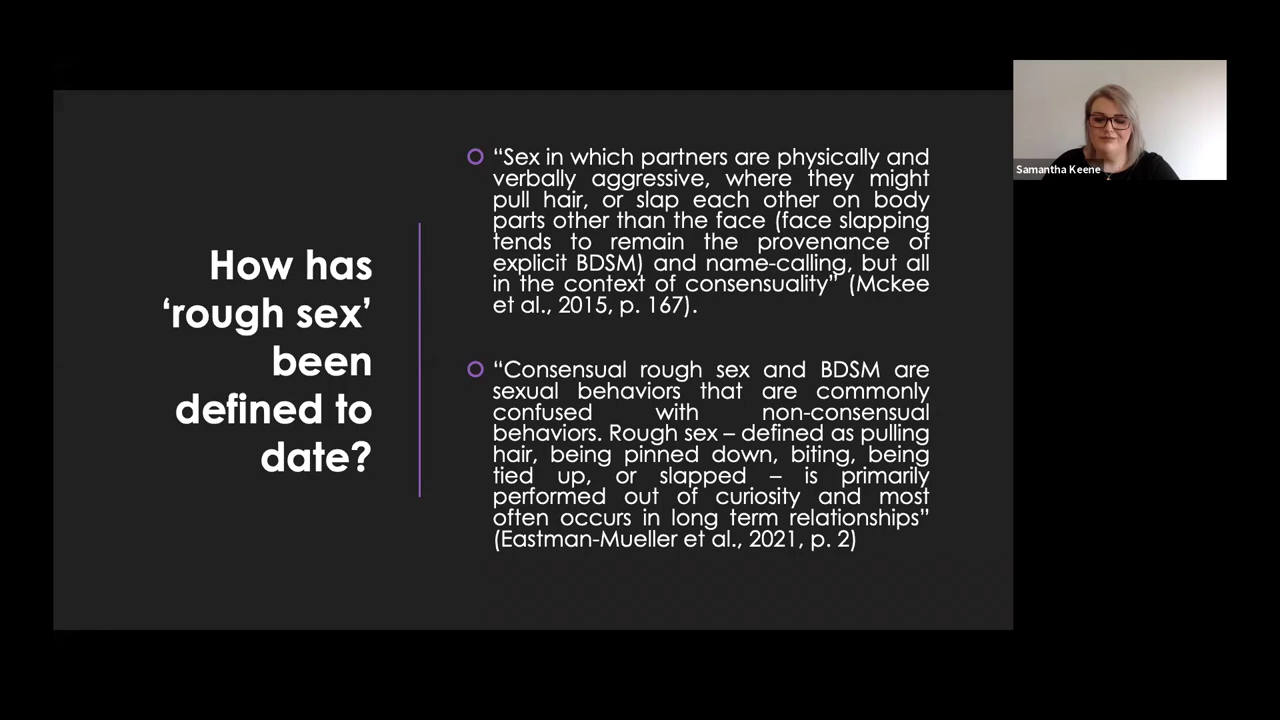 How has
‘rough sex’
been
defined to
date?
“Sex in which partners are physically and
verbally aggressive, where they might
pull hair, or slap each other on body
parts other than the face (face slapping
tends to remain the provenance of
explicit BDSM) and name-calling, but all
in the context of consensuality” (Mckee
et al., 2015, p. 167).
“Consensual rough sex and BDSM are
sexual behaviors that are commonly
confused with non-consensual
behaviors. Rough sex – defined as pulling
hair, being pinned down, biting, being
tied up, or slapped – is primarily
performed out of curiosity and most
often occurs in long term relationships”
(Eastman-Mueller et al., 2021, p. 2)
Samantha Keene